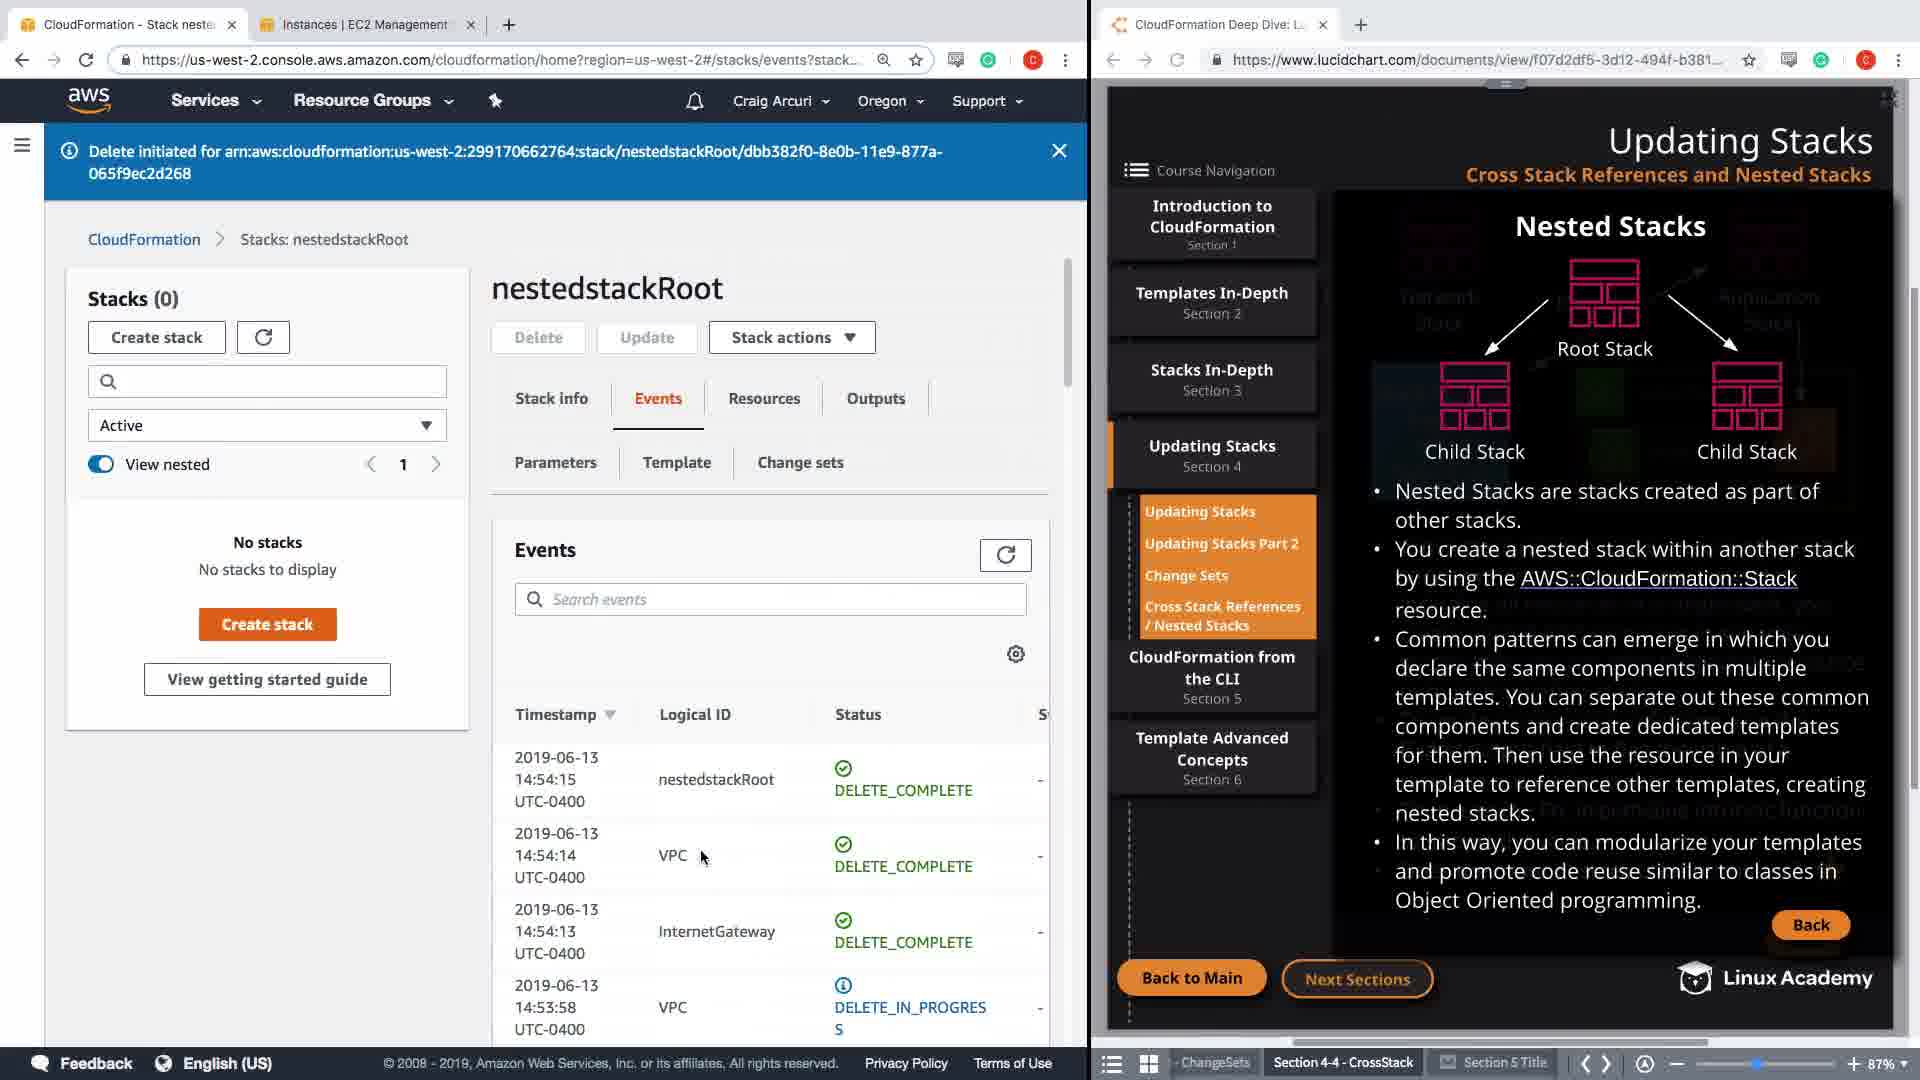 CloudFormation - Stack neste
Instances | EC2 Management
https://us-west-2.console.aws.amazon.com/cloudformation/home?region=us-west-2#/stacks/events?stack...
C
aws
Services
Resource Groups
Craig Arcuri
Oregon
Support
Delete initiated for arn:aws:cloudformation:us-west-2:299170662764:stack/nestedstackRoot/dbb382f0-8e0b-11e9-877a-
065f9ec2d268
CloudFormation
Stacks: nestedstackRoot
Stacks (0)
Create stack
Active
View nested
1
No stacks
No stacks to display
Create stack
View getting started guide
nestedstackRoot
Delete
Update
Stack actions
Stack info
Events
Resources
Outputs
Parameters
Template
Change sets
Events
Search events
Timestamp
Logical ID
Status
2019-06-13
14:54:15
UTC-0400
nestedstackRoot
DELETE_COMPLETE
-
2019-06-13
14:54:14
UTC-0400
VPC
DELETE_COMPLETE
-
2019-06-13
14:54:13
UTC-0400
InternetGateway
DELETE_COMPLETE
-
2019-06-13
14:53:58
UTC-0400
VPC
DELETE_IN_PROGRES
S
-
Feedback
English (US)
© 2008 - 2019, Amazon Web Services, Inc. or its affiliates. All rights reserved.
Privacy Policy
Terms of Use
CloudFormation Deep Dive: L
https://www.lucidchart.com/documents/view/f07d2df5-3d12-494f-b381...
C
Updating Stacks
Cross Stack References and Nested Stacks
Course Navigation
Introduction to
CloudFormation
Section 1
Templates In-Depth
Section 2
Stacks In-Depth
Section 3
Updating Stacks
Section 4
Updating Stacks
Updating Stacks Part 2
Change Sets
Cross Stack References
/ Nested Stacks
CloudFormation from
the CLI
Section 5
Template Advanced
Concepts
Section 6
Nested Stacks
Root Stack
Child Stack
Child Stack
• Nested Stacks are stacks created as part of
other stacks.
• You create a nested stack within another stack
by using the AWS::CloudFormation::Stack
resource.
• Common patterns can emerge in which you
declare the same components in multiple
templates. You can separate out these common
components and create dedicated templates
for them. Then use the resource in your
template to reference other templates, creating
nested stacks.
• In this way, you can modularize your templates
and promote code reuse similar to classes in
Object Oriented programming.
Back
Back to Main
Next Sections
Linux Academy
ChangeSets
Section 4-4 - CrossStack
Section 5 Title
87%